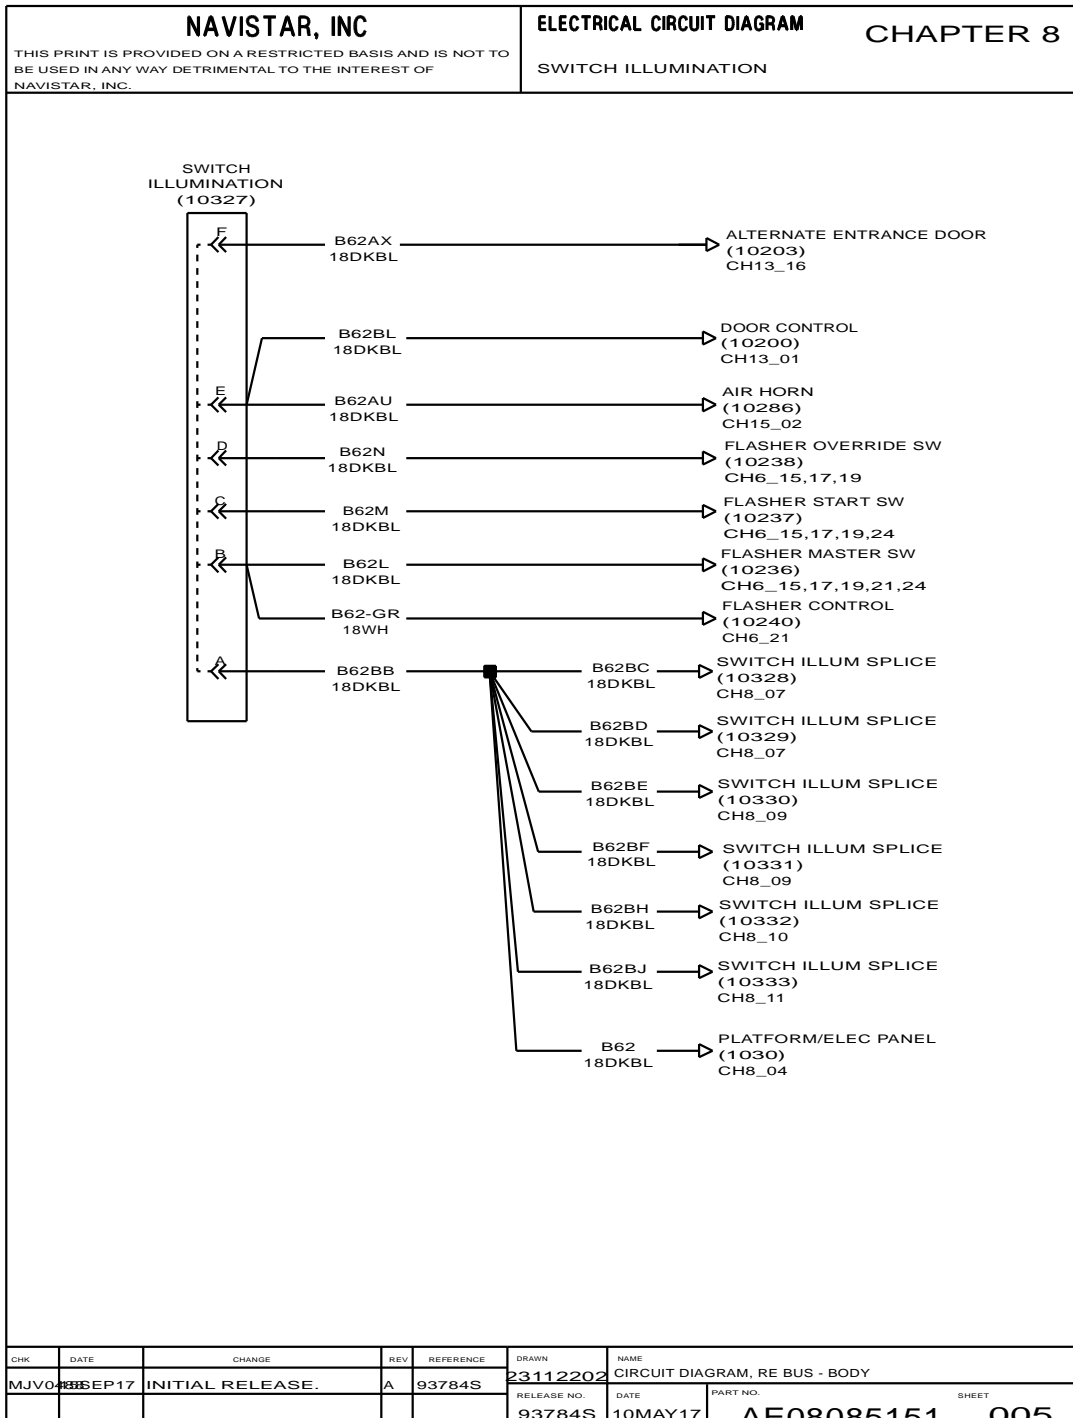 NAVISTAR, INC
THIS PRINT IS PROVIDED ON A RESTRICTED BASIS AND IS NOT TO
BE USED IN ANY WAY DETRIMENTAL TO THE INTEREST OF
NAVISTAR, INC.
ELECTRICAL CIRCUIT DIAGRAM
CHAPTER 8
SWITCH ILLUMINATION
SWITCH
ILLUMINATION
(10327)
F
B62AX
18DKBL
ALTERNATE ENTRANCE DOOR
(10203)
CH13_16
B62BL
18DKBL
DOOR CONTROL
(10200)
CH13_01
E
B62AU
18DKBL
AIR HORN
(10286)
CH15_02
D
B62N
18DKBL
FLASHER OVERRIDE SW
(10238)
CH6_15,17,19
C
B62M
18DKBL
FLASHER START SW
(10237)
CH6_15,17,19,24
B
B62L
18DKBL
FLASHER MASTER SW
(10236)
CH6_15,17,19,21,24
B62-GR
18WH
FLASHER CONTROL
(10240)
CH6_21
A
B62BB
18DKBL
B62BC
18DKBL
SWITCH ILLUM SPLICE
(10328)
CH8_07
B62BD
18DKBL
SWITCH ILLUM SPLICE
(10329)
CH8_07
B62BE
18DKBL
SWITCH ILLUM SPLICE
(10330)
CH8_09
B62BF
18DKBL
SWITCH ILLUM SPLICE
(10331)
CH8_09
B62BH
18DKBL
SWITCH ILLUM SPLICE
(10332)
CH8_10
B62BJ
18DKBL
SWITCH ILLUM SPLICE
(10333)
CH8_11
B62
18DKBL
PLATFORM/ELEC PANEL
(1030)
CH8_04
CHK DATE CHANGE REV REFERENCE
INITIAL RELEASE. A 93784S
DRAWN
23112202
NAME
CIRCUIT DIAGRAM, RE BUS - BODY
RELEASE NO.
93784S
DATE
10MAY17
PART NO.
AE08085151
SHEET
005